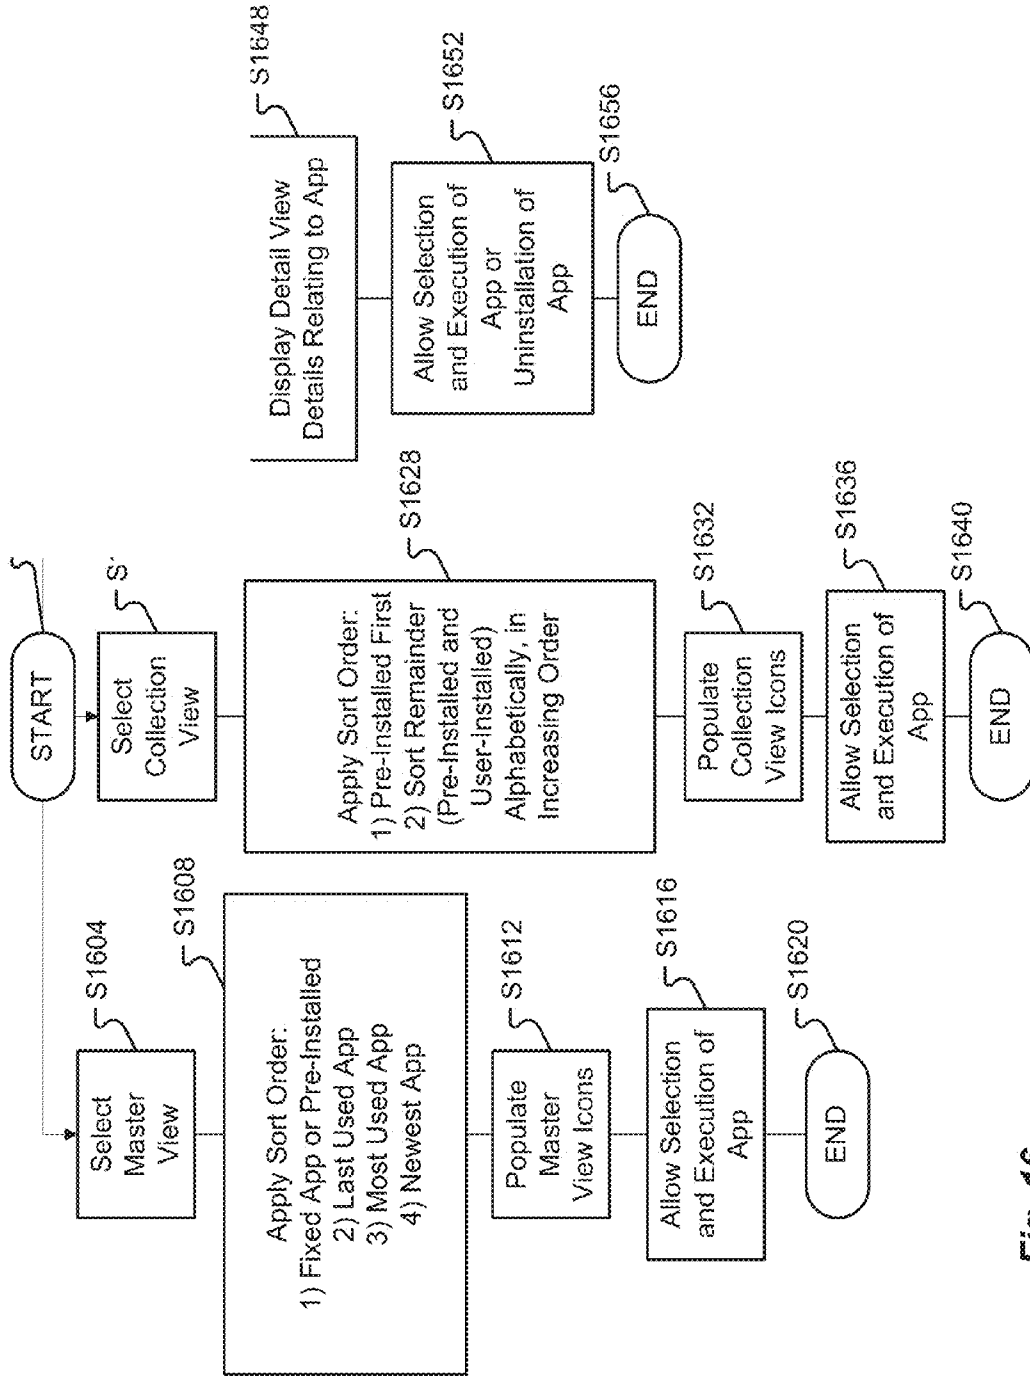 START
Select
Master
View
S1604
Apply Sort Order:
1) Fixed App or Pre-Installed
2) Last Used App
3) Most Used App
4) Newest App
S1608
Populate
Master
View Icons
S1612
Allow Selection
and Execution of
App
S1616
END
S1620
Select
Collection
View
Apply Sort Order:
1) Pre-Installed First
2) Sort Remainder
(Pre-Installed and
User-Installed)
Alphabetically, in
Increasing Order
S1628
Populate
Collection
View Icons
S1632
Allow Selection
and Execution of
App
S1636
END
S1640
Display Detail View
Details Relating to App
S1648
Allow Selection
and Execution of
App or
Uninstallation of
App
S1652
END
S1656